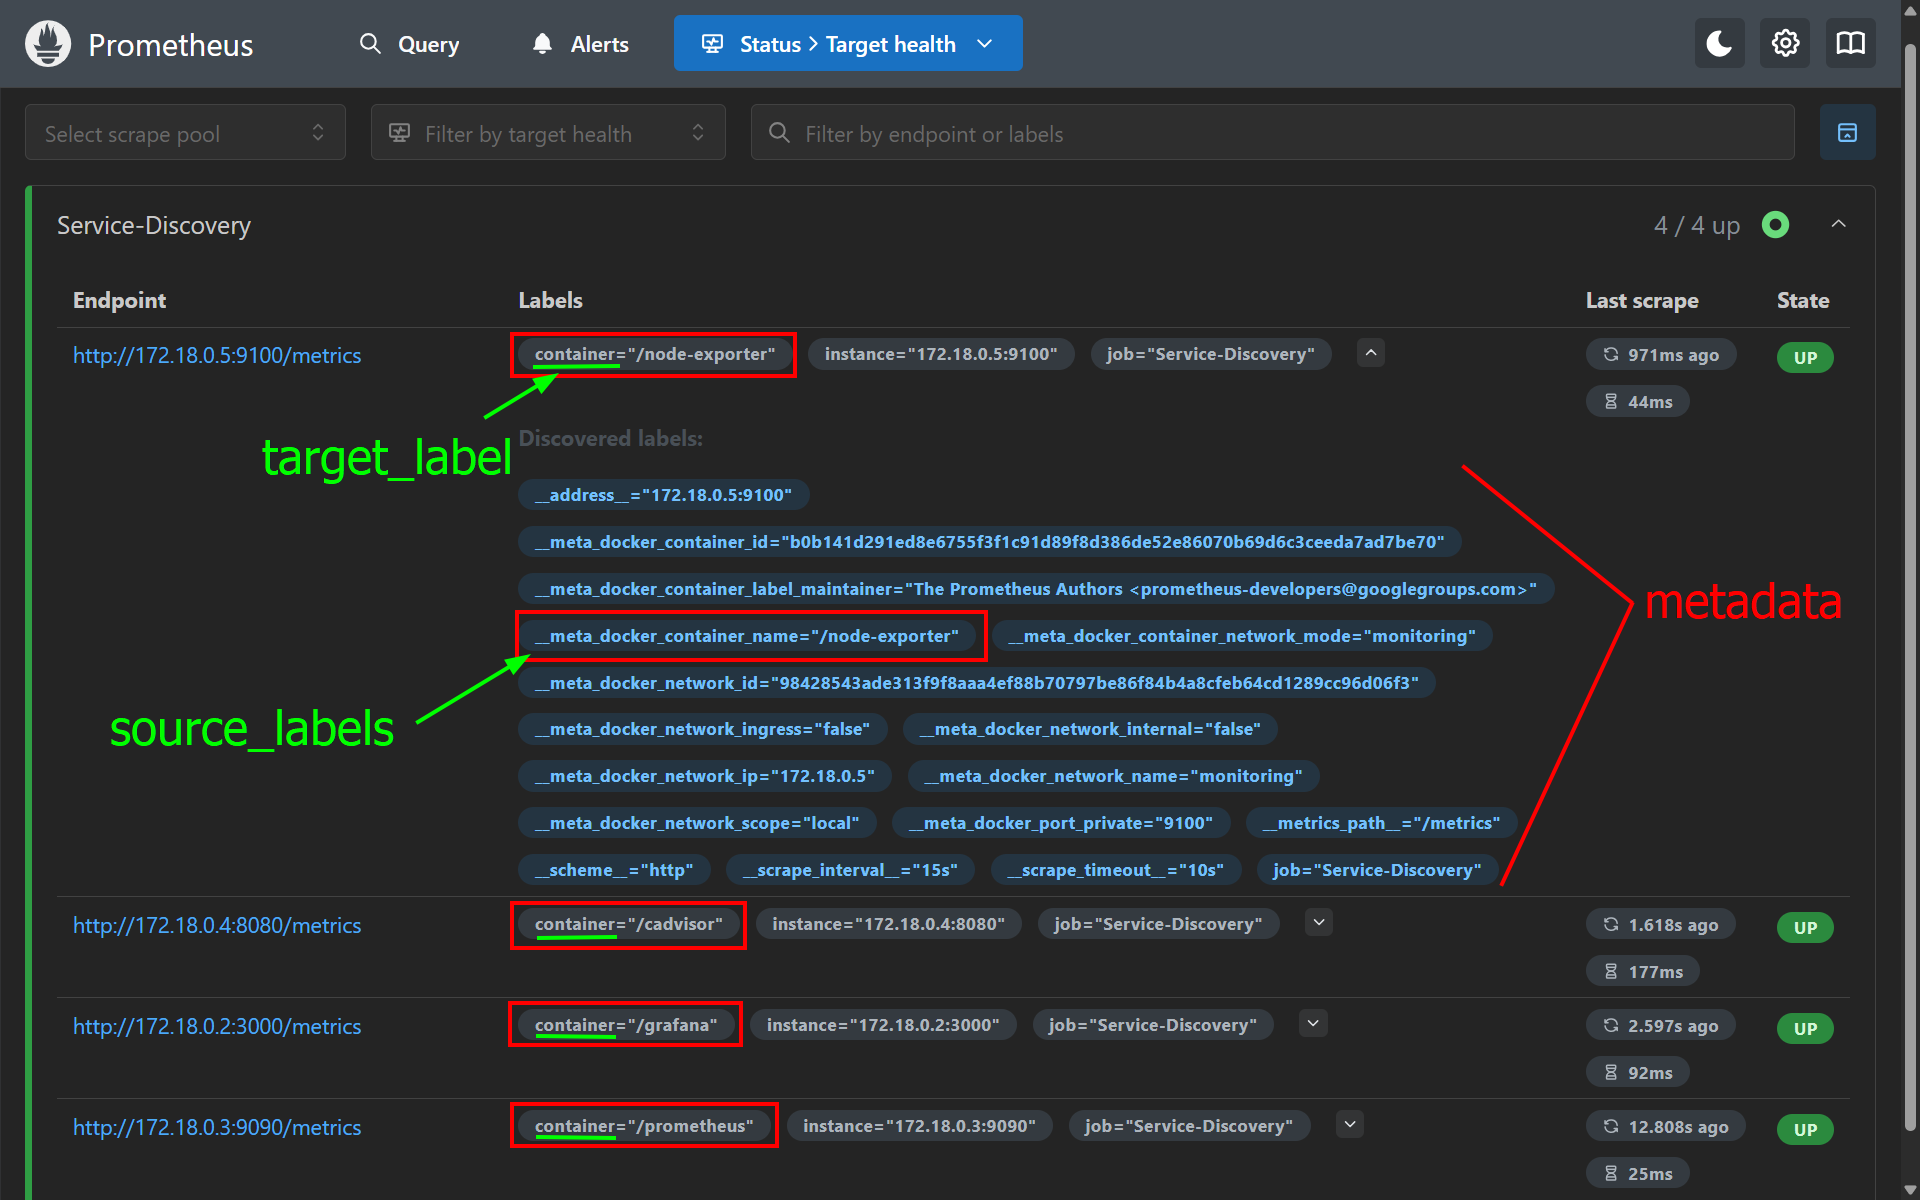 Prometheus
Query
Alerts
Status > Target health
Select scrape pool
Filter by target health
Filter by endpoint or labels
Service-Discovery
4 / 4 up
Endpoint
Labels
Last scrape
State
http://172.18.0.5:9100/metrics
container="/node-exporter"
instance="172.18.0.5:9100"
job="Service-Discovery"
971ms ago
UP
44ms
target_label
Discovered labels:
__address__="172.18.0.5:9100"
__meta_docker_container_id="b0b141d291ed8e6755f3f1c91d89f8d386de52e86070b69d6c3ceeda7ad7be70"
__meta_docker_container_label_maintainer="The Prometheus Authors <prometheus-developers@googlegroups.com>"
metadata
__meta_docker_container_name="/node-exporter"
__meta_docker_container_network_mode="monitoring"
__meta_docker_network_id="98428543ade313f9f8aaa4ef88b70797be86f84b4a8cfeb64cd1289cc96d06f3"
source_labels
__meta_docker_network_ingress="false"
__meta_docker_network_internal="false"
__meta_docker_network_ip="172.18.0.5"
__meta_docker_network_name="monitoring"
__meta_docker_network_scope="local"
__meta_docker_port_private="9100"
__metrics_path__="/metrics"
__scheme__="http"
__scrape_interval__="15s"
__scrape_timeout__="10s"
job="Service-Discovery"
http://172.18.0.4:8080/metrics
container="/cadvisor"
instance="172.18.0.4:8080"
job="Service-Discovery"
1.618s ago
UP
177ms
http://172.18.0.2:3000/metrics
container="/grafana"
instance="172.18.0.2:3000"
job="Service-Discovery"
2.597s ago
UP
92ms
http://172.18.0.3:9090/metrics
container="/prometheus"
instance="172.18.0.3:9090"
job="Service-Discovery"
12.808s ago
UP
25ms